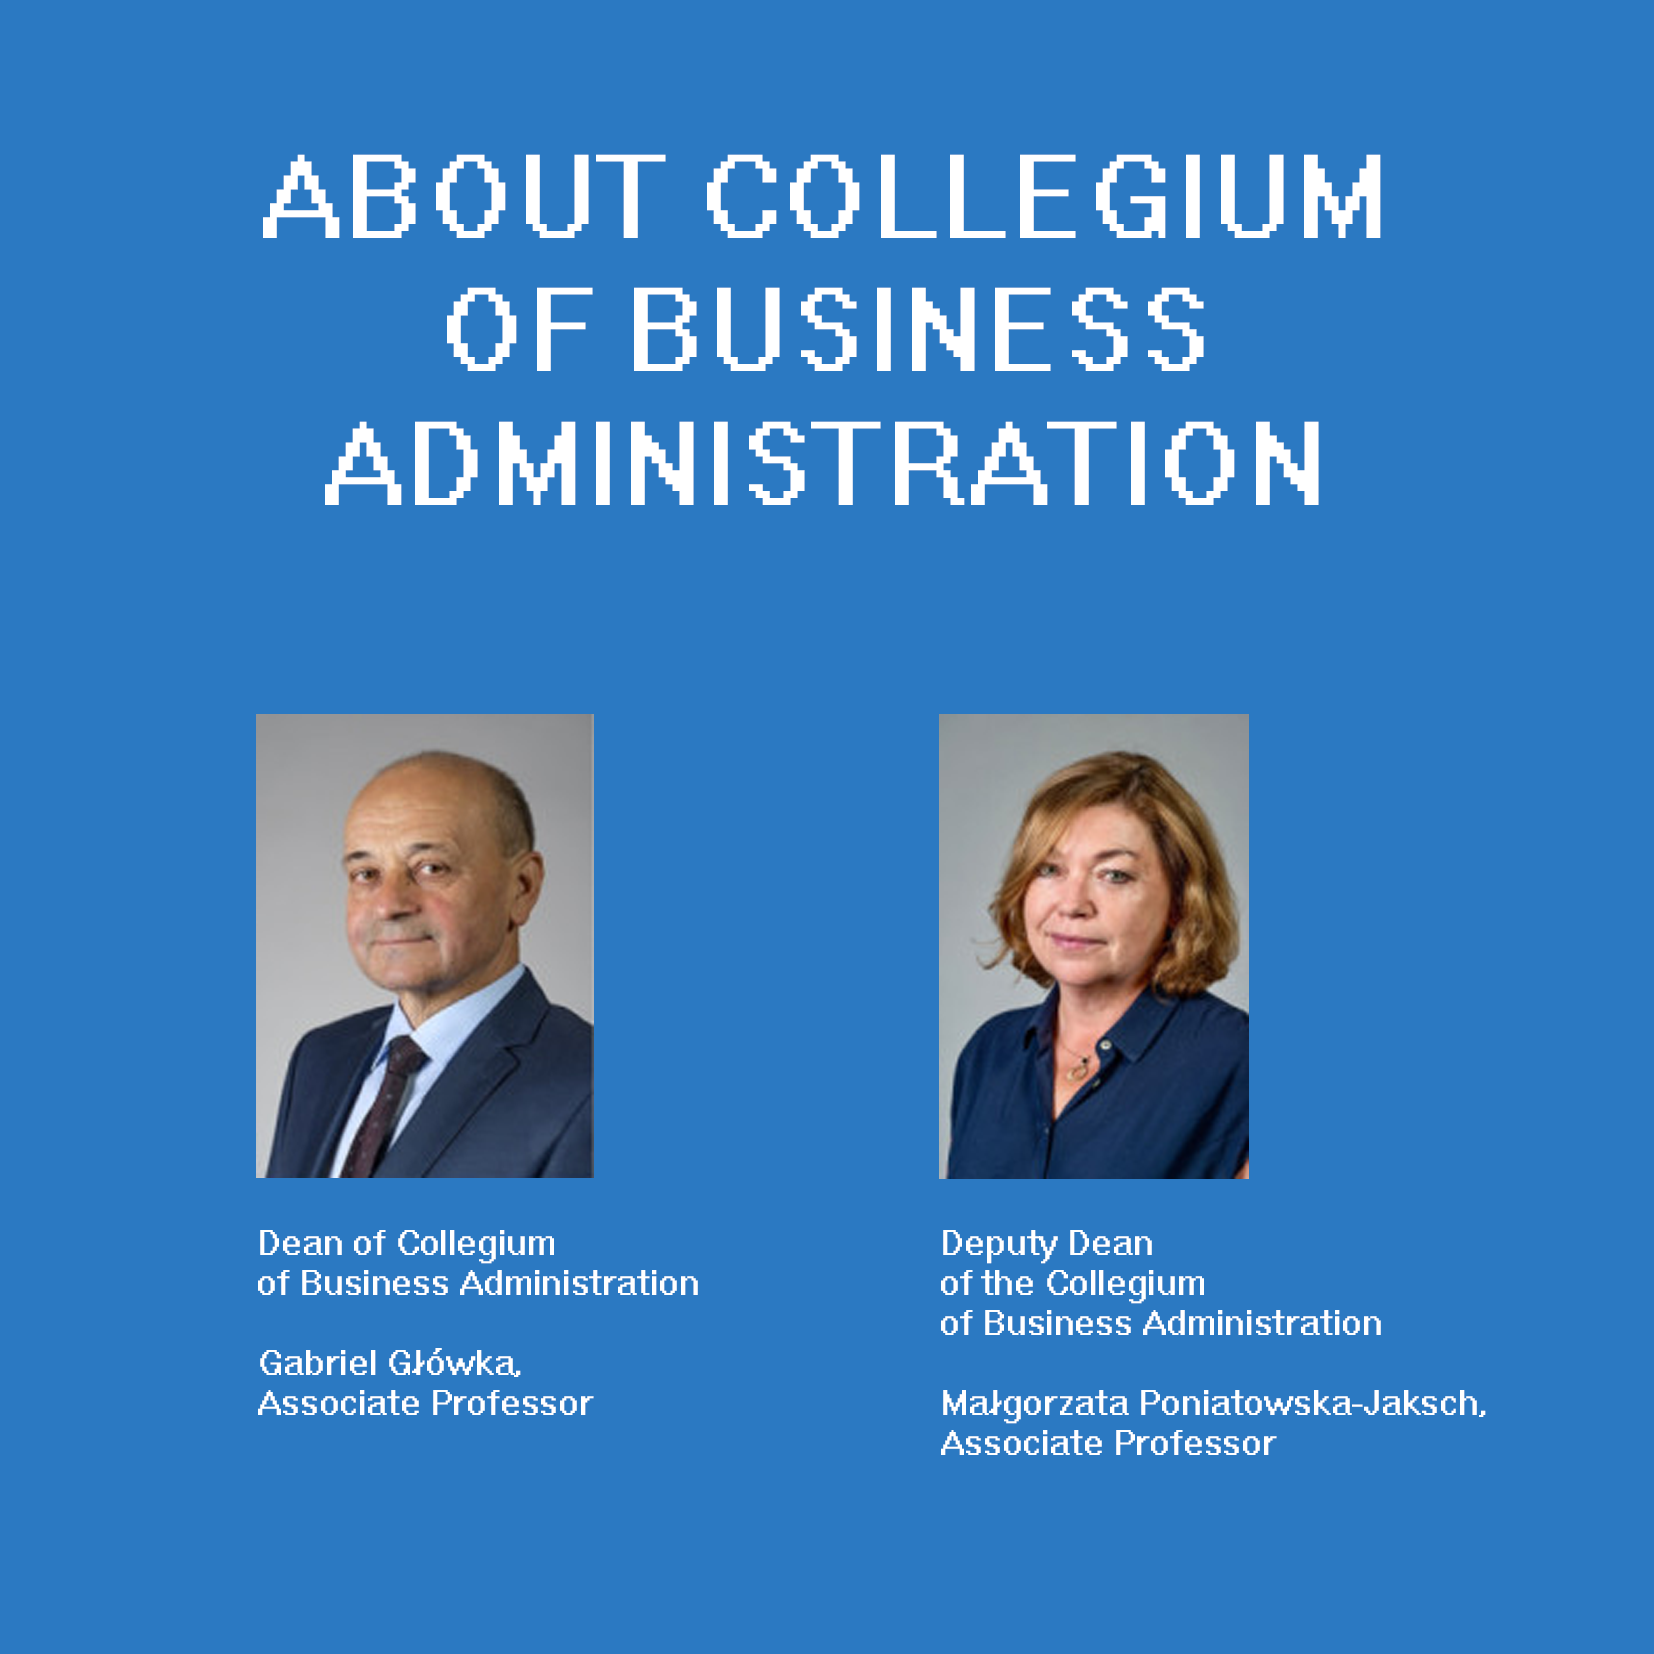 ABOUT COLLEGIUM
OF BUSINESS
ADMINISTRATION
Dean of Collegium
of Business Administration
Gabriel Główka,
Associate Professor
Deputy Dean
of the Collegium
of Business Administration
Małgorzata Poniatowska-Jaksch,
Associate Professor